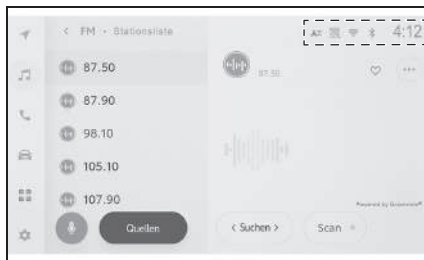 < FM • Stationsliste
4:12
87.50
87.50
87.90
98.10
105.10
107.90
Quellen
< Suchen >
Scan
Powered by Gracenote®